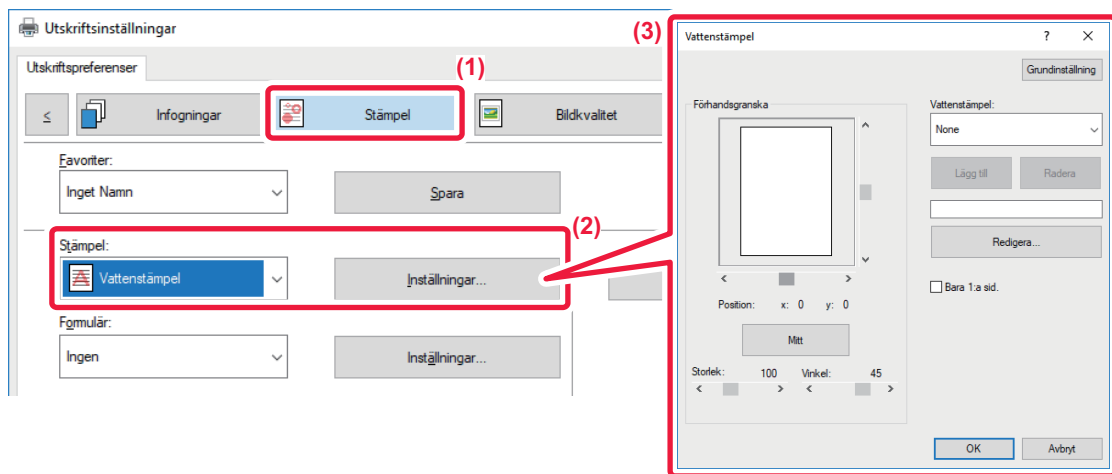 Utskriftsinställningar
Utskriftspreferenser
(1)
≤ Infogningar Stämpel Bildkvalitet
Favoriter:
Inget Namn Spara
(2)
Stämpel:
Vattenstämpel Inställningar...
Formulär:
Ingen Inställningar...
(3)
Vattenstämpel ? ×
Grundinställning
Förhandsgranska
Vattenstämpel:
None
Lägg till Radera
Redigera...
Bara 1:a sid.
Position: x: 0 y: 0
Mitt
Storlek: 100 Vinkel: 45
OK Avbryt